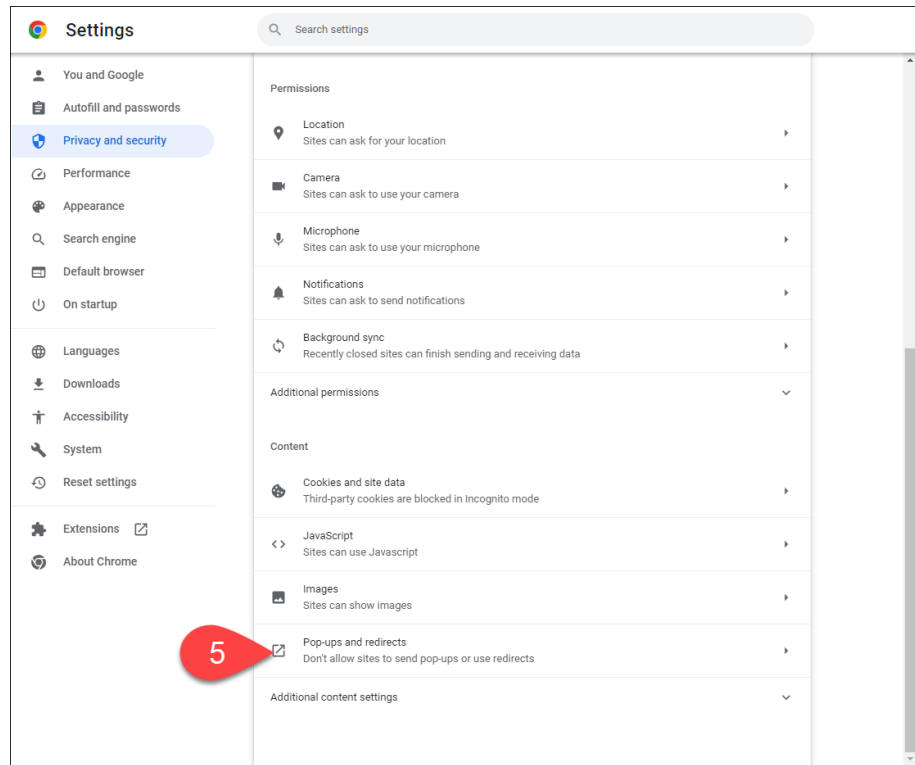 Settings
Search settings
You and Google
Autofill and passwords
Privacy and security
Performance
Appearance
Search engine
Default browser
On startup
Languages
Downloads
Accessibility
System
Reset settings
Extensions
About Chrome
Permissions
Location
Sites can ask for your location
Camera
Sites can ask to use your camera
Microphone
Sites can ask to use your microphone
Notifications
Sites can ask to send notifications
Background sync
Recently closed sites can finish sending and receiving data
Additional permissions
Content
Cookies and site data
Third-party cookies are blocked in Incognito mode
JavaScript
Sites can use Javascript
Images
Sites can show images
5
Pop-ups and redirects
Don't allow sites to send pop-ups or use redirects
Additional content settings